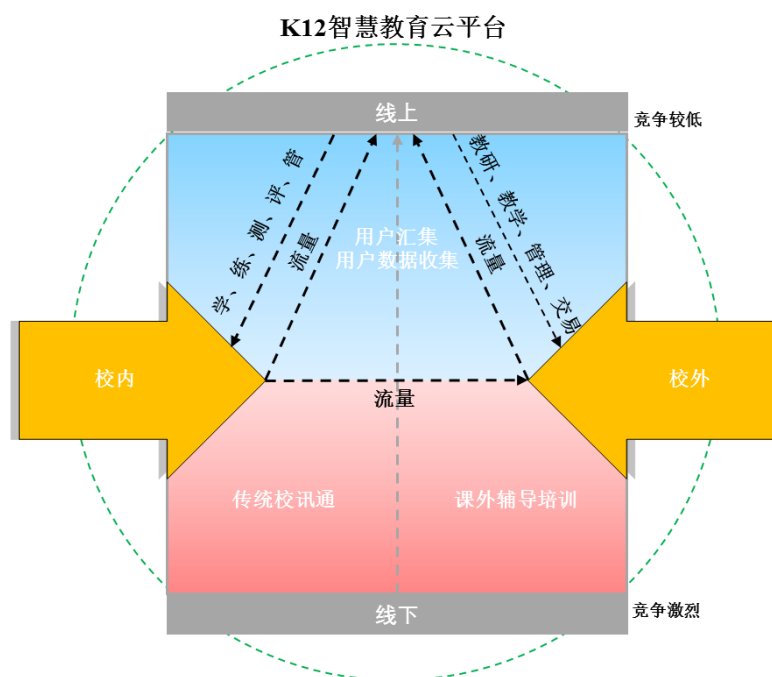 K12智慧教育云平台
线上
竞争较低
学、练、测、评、管
流量
用户汇集
用户数据收集
流量
教研、教学、管理、交易
校内
校外
流量
传统校讯通
课外辅导培训
线下
竞争激烈